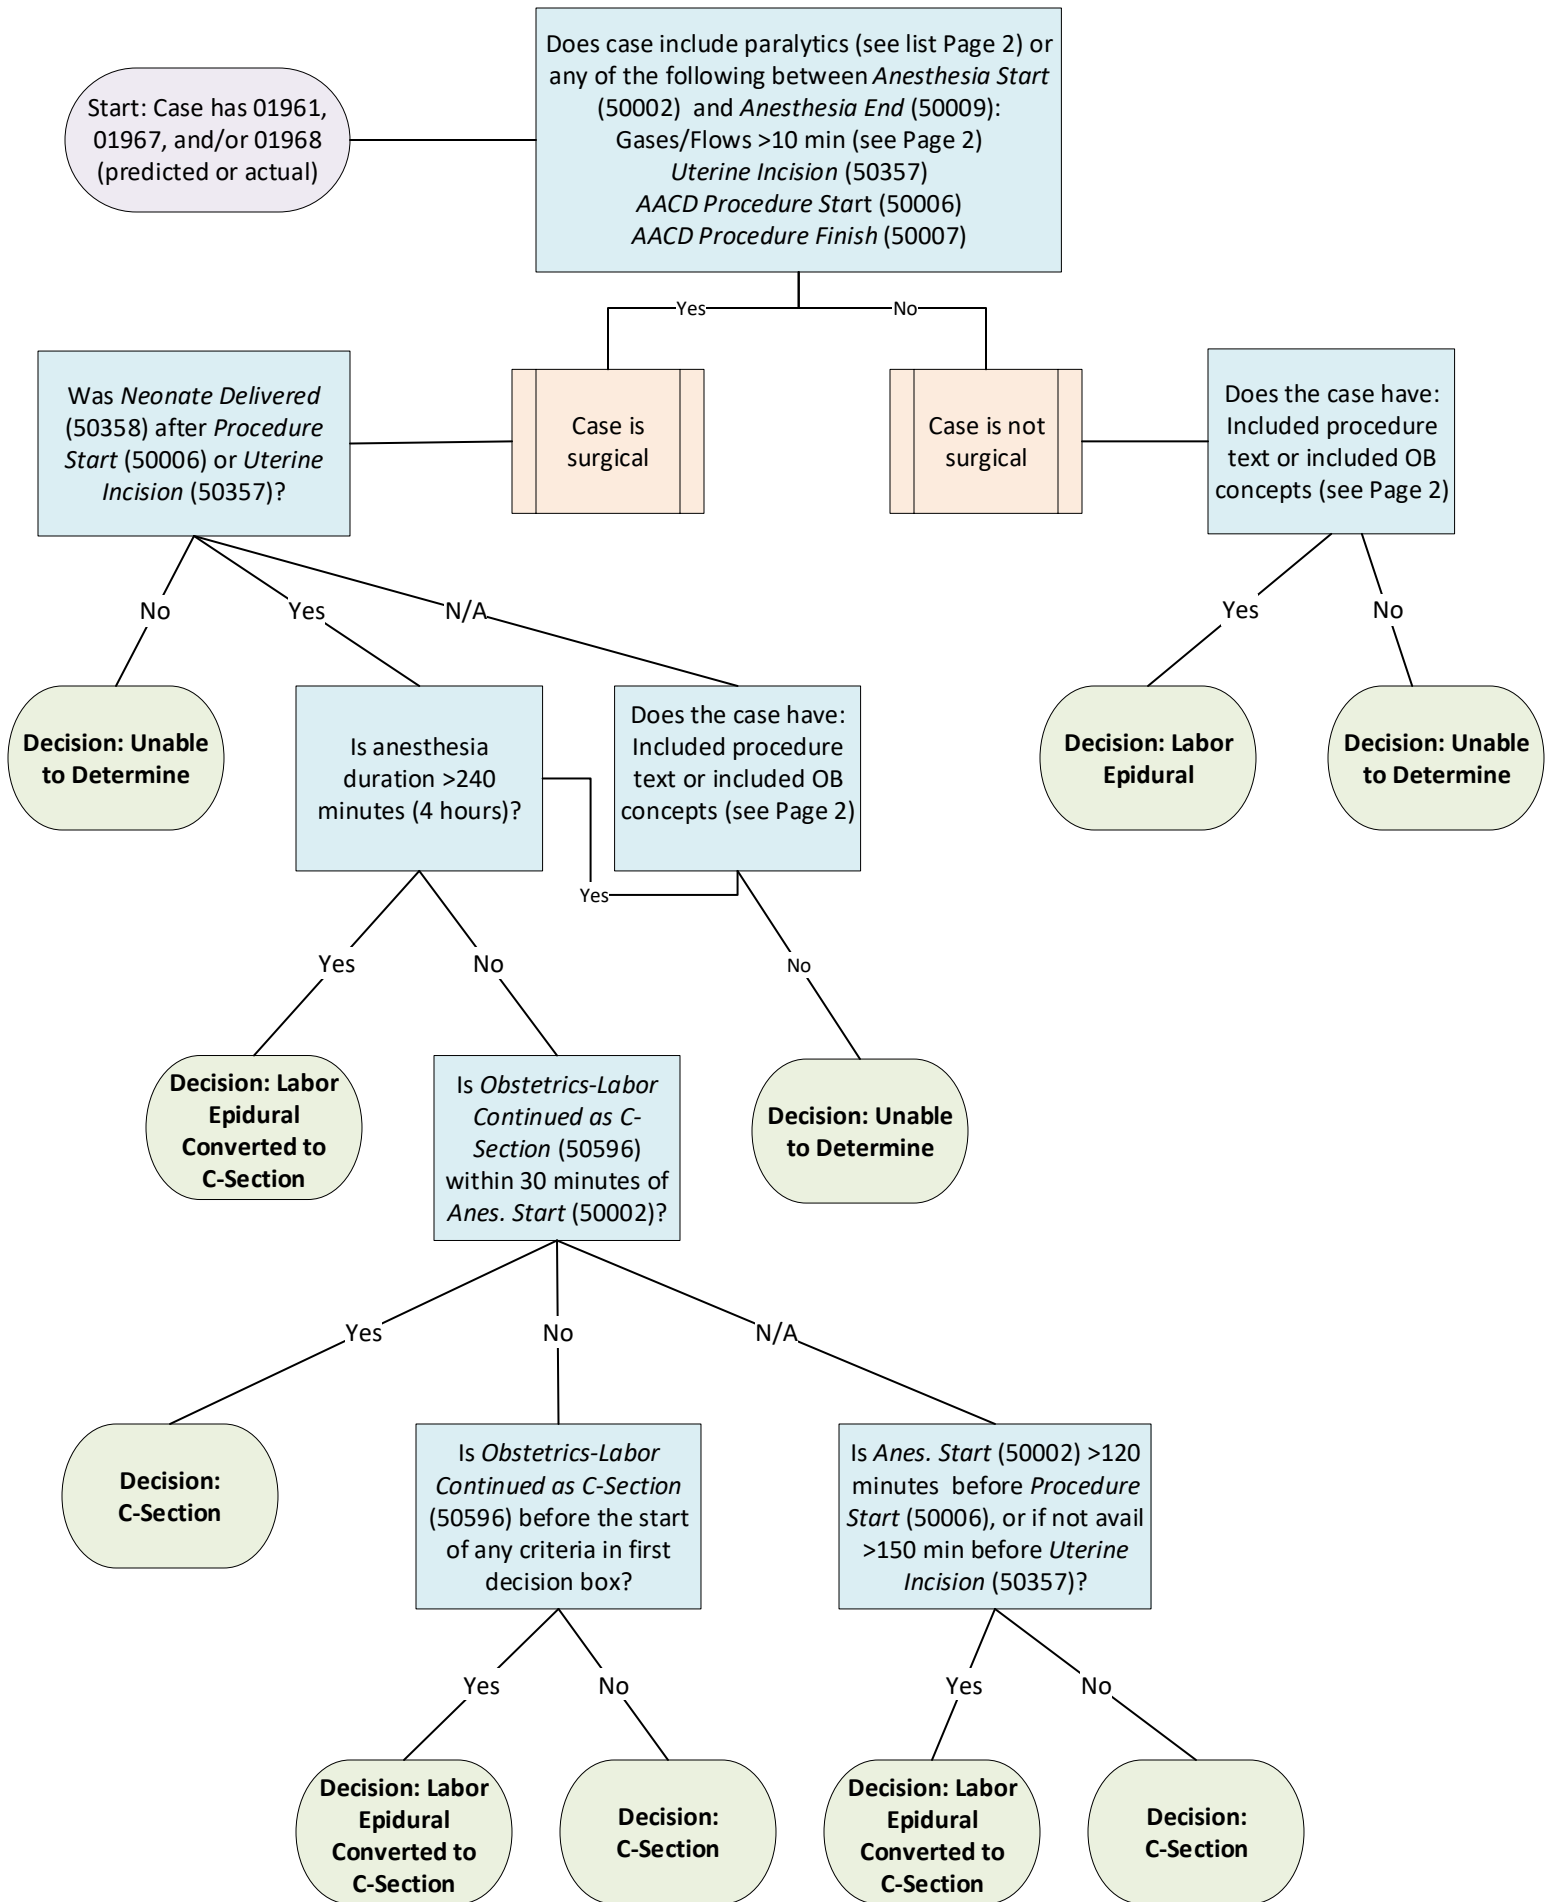 Start: Case has 01961,
01967, and/or 01968
(predicted or actual)
Does case include paralytics (see list Page 2) or
any of the following between Anesthesia Start
(50002) and Anesthesia End (50009):
Gases/Flows >10 min (see Page 2)
Uterine Incision (50357)
AACD Procedure Start (50006)
AACD Procedure Finish (50007)
Yes
No
Was Neonate Delivered
(50358) after Procedure
Start (50006) or Uterine
Incision (50357)?
Case is
surgical
Case is not
surgical
Does the case have:
Included procedure
text or included OB
concepts (see Page 2)
No
Yes
N/A
Yes
No
Decision: Unable
to Determine
Is anesthesia
duration >240
minutes (4 hours)?
Does the case have:
Included procedure
text or included OB
concepts (see Page 2)
Decision: Labor
Epidural
Decision: Unable
to Determine
Yes
Yes
No
No
Decision: Labor
Epidural
Converted to
C-Section
Is Obstetrics-Labor
Continued as C-
Section (50596)
within 30 minutes of
Anes. Start (50002)?
Decision: Unable
to Determine
Yes
No
N/A
Decision:
C-Section
Is Obstetrics-Labor
Continued as C-Section
(50596) before the start
of any criteria in first
decision box?
Is Anes. Start (50002) >120
minutes before Procedure
Start (50006), or if not avail
>150 min before Uterine
Incision (50357)?
Yes
No
Yes
No
Decision: Labor
Epidural
Converted to
C-Section
Decision:
C-Section
Decision: Labor
Epidural
Converted to
C-Section
Decision:
C-Section